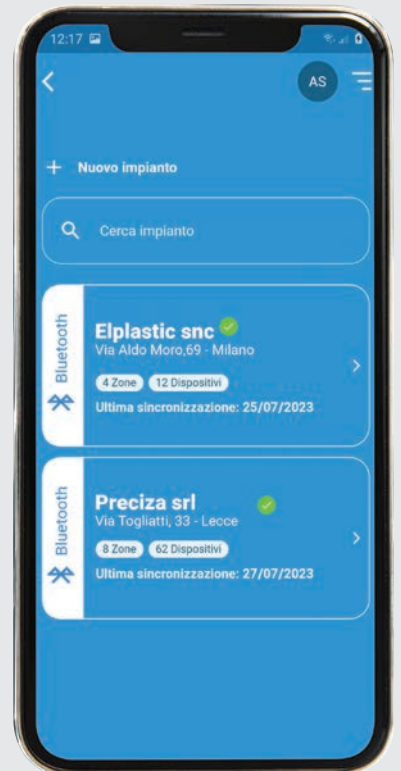 12:17
AS
+ Nuovo impianto
Cerca impianto
Bluetooth
Elplastic snc
Via Aldo Moro,69 - Milano
4 Zone 12 Dispositivi
Ultima sincronizzazione: 25/07/2023
Bluetooth
Preciza srl
Via Togliatti, 33 - Lecce
8 Zone 62 Dispositivi
Ultima sincronizzazione: 27/07/2023